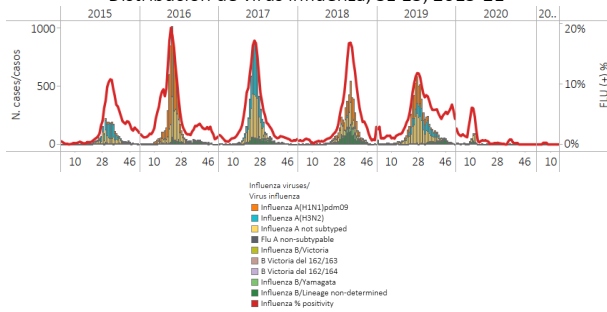 2015 2016 2017 2018 2019 2020 20..
1000 20%
500 10%
0 0%
N. cases/casos
FLU (+) %
10 28 46 10 28 46 10 28 46 10 28 46 10 28 46 10 28 46 10
Influenza viruses/
Virus influenza
Influenza A(H1N1)pdm09
Influenza A(H3N2)
Influenza A not subtyped
Flu A non-subtypable
Influenza B/Victoria
B Victoria del 162/163
B Victoria del 162/164
Influenza B/Yamagata
Influenza B/Lineage non-determined
Influenza % positivity